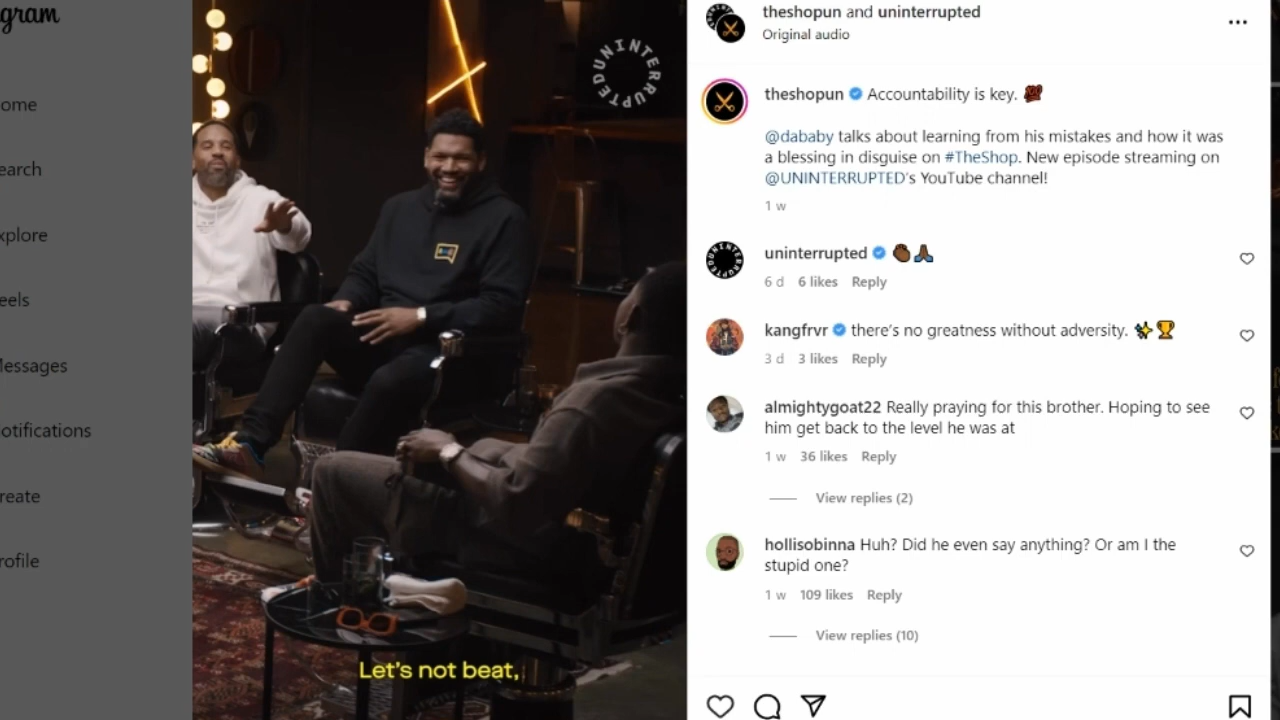 gram
ome
earch
xplore
eels
lessages
otifications
reate
rofile
UNINTERRUPTED
Let's not beat,
theshopun and uninterrupted
Original audio
theshopun Accountability is key. 💯
@dababy talks about learning from his mistakes and how it was
a blessing in disguise on #TheShop. New episode streaming on
@UNINTERRUPTED's YouTube channel!
1 w
UNINTERRUPTED
uninterrupted 👏🏾🙏🏾
6 d 6 likes Reply
kangfrvr there's no greatness without adversity. ✨🏆
3 d 3 likes Reply
almightygoat22 Really praying for this brother. Hoping to see
him get back to the level he was at
1 w 36 likes Reply
View replies (2)
hollisobinna Huh? Did he even say anything? Or am I the
stupid one?
1 w 109 likes Reply
View replies (10)